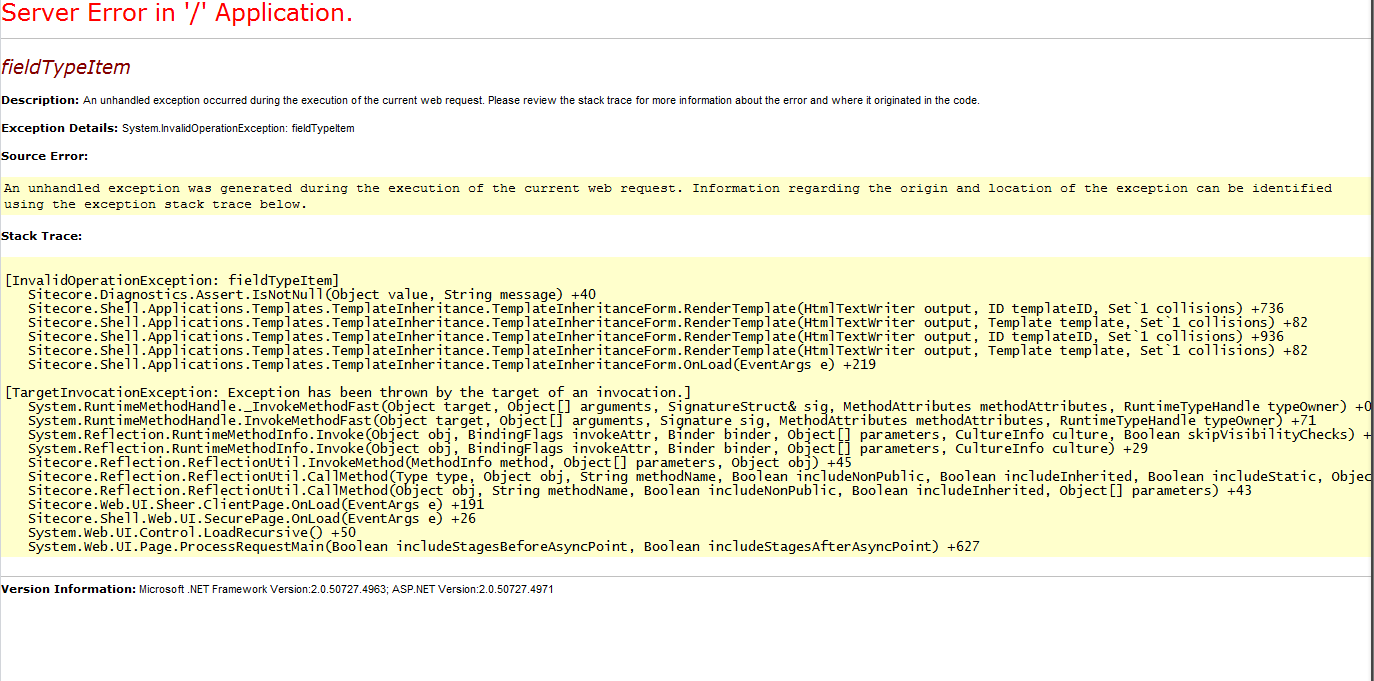 Server Error in '/' Application.
fieldTypeItem
Description: An unhandled exception occurred during the execution of the current web request. Please review the stack trace for more information about the error and where it originated in the code.
Exception Details: System.InvalidOperationException: fieldTypeItem
Source Error:
An unhandled exception was generated during the execution of the current web request. Information regarding the origin and location of the exception can be identified
using the exception stack trace below.
Stack Trace:
[InvalidOperationException: fieldTypeItem]
Sitecore.Diagnostics.Assert.IsNotNull(Object value, String message) +40
Sitecore.Shell.Applications.Templates.TemplateInheritance.TemplateInheritanceForm.RenderTemplate(HtmlTextWriter output, ID templateID, Set`1 collisions) +736
Sitecore.Shell.Applications.Templates.TemplateInheritance.TemplateInheritanceForm.RenderTemplate(HtmlTextWriter output, Template template, Set`1 collisions) +82
Sitecore.Shell.Applications.Templates.TemplateInheritance.TemplateInheritanceForm.RenderTemplate(HtmlTextWriter output, ID templateID, Set`1 collisions) +936
Sitecore.Shell.Applications.Templates.TemplateInheritance.TemplateInheritanceForm.RenderTemplate(HtmlTextWriter output, Template template, Set`1 collisions) +82
Sitecore.Shell.Applications.Templates.TemplateInheritance.TemplateInheritanceForm.OnLoad(EventArgs e) +219
[TargetInvocationException: Exception has been thrown by the target of an invocation.]
System.RuntimeMethodHandle._InvokeMethodFast(Object target, Object[] arguments, SignatureStruct& sig, MethodAttributes methodAttributes, RuntimeTypeHandle typeOwner) +0
System.RuntimeMethodHandle.InvokeMethodFast(Object target, Object[] arguments, Signature sig, MethodAttributes methodAttributes, RuntimeTypeHandle typeOwner) +71
System.Reflection.RuntimeMethodInfo.Invoke(Object obj, BindingFlags invokeAttr, Binder binder, Object[] parameters, CultureInfo culture, Boolean skipVisibilityChecks) +
System.Reflection.RuntimeMethodInfo.Invoke(Object obj, BindingFlags invokeAttr, Binder binder, Object[] parameters, CultureInfo culture) +29
Sitecore.Reflection.ReflectionUtil.InvokeMethod(MethodInfo method, Object[] parameters, Object obj) +45
Sitecore.Reflection.ReflectionUtil.CallMethod(Type type, Object obj, String methodName, Boolean includeNonPublic, Boolean includeInherited, Boolean includeStatic, Objec
Sitecore.Reflection.ReflectionUtil.CallMethod(Object obj, String methodName, Boolean includeNonPublic, Boolean includeInherited, Object[] parameters) +43
Sitecore.Web.UI.Sheer.ClientPage.OnLoad(EventArgs e) +191
Sitecore.Shell.Web.UI.SecurePage.OnLoad(EventArgs e) +26
System.Web.UI.Control.LoadRecursive() +50
System.Web.UI.Page.ProcessRequestMain(Boolean includeStagesBeforeAsyncPoint, Boolean includeStagesAfterAsyncPoint) +627
Version Information: Microsoft .NET Framework Version:2.0.50727.4963; ASP.NET Version:2.0.50727.4971